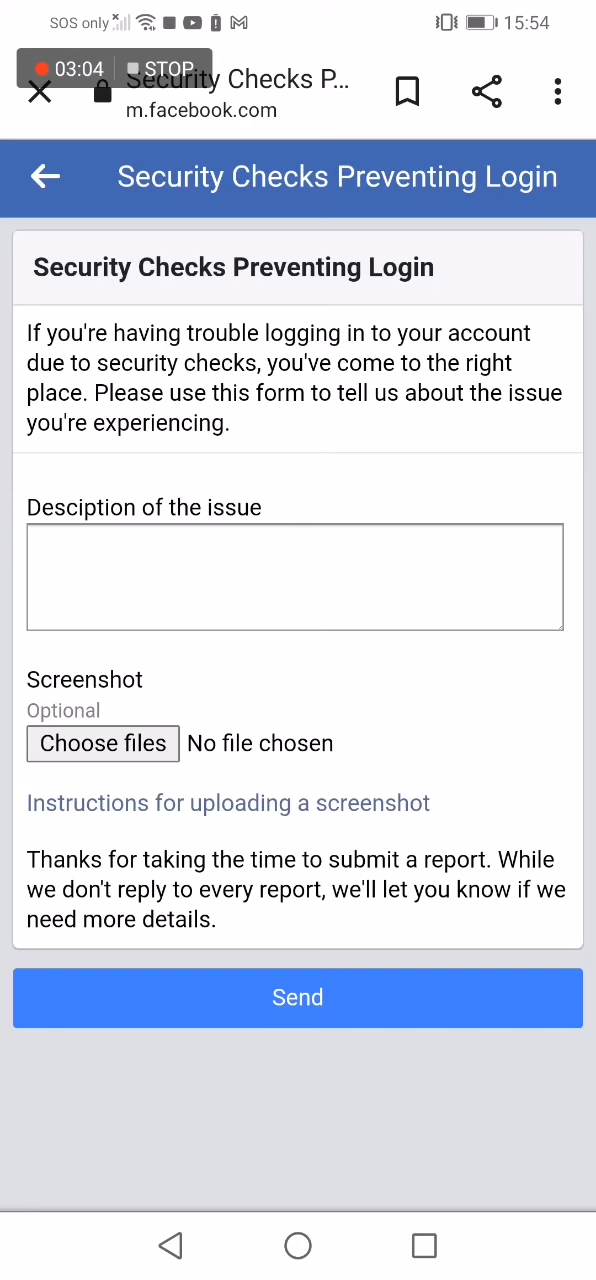 SOS only
15:54
03:04 STOP
Security Checks P...
m.facebook.com
Security Checks Preventing Login
Security Checks Preventing Login
If you're having trouble logging in to your account
due to security checks, you've come to the right
place. Please use this form to tell us about the issue
you're experiencing.
Desciption of the issue
Screenshot
Optional
Choose files No file chosen
Instructions for uploading a screenshot
Thanks for taking the time to submit a report. While
we don't reply to every report, we'll let you know if we
need more details.
Send